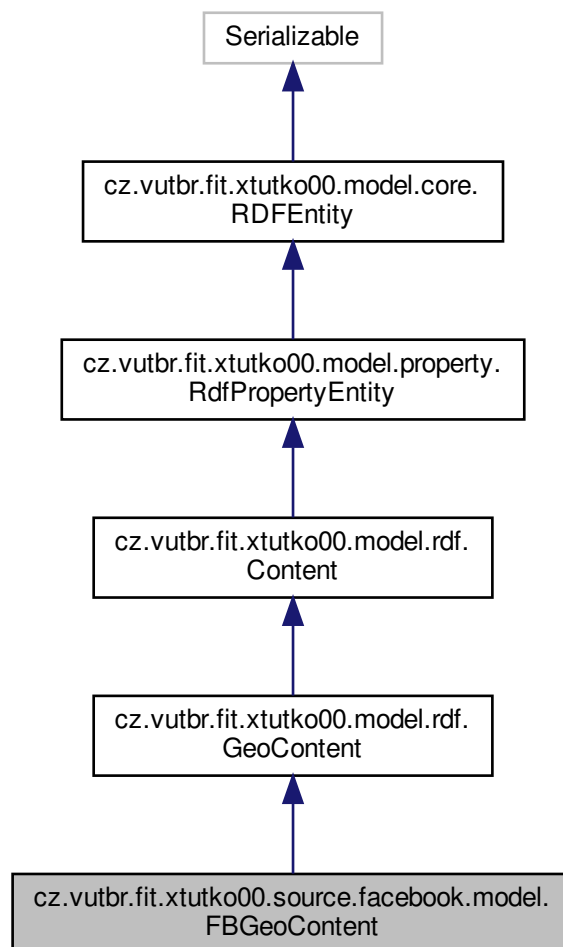 Serializable
cz.vutbr.fit.xtutko00.model.core.
RDFEntity
cz.vutbr.fit.xtutko00.model.property.
RdfPropertyEntity
cz.vutbr.fit.xtutko00.model.rdf.
Content
cz.vutbr.fit.xtutko00.model.rdf.
GeoContent
cz.vutbr.fit.xtutko00.source.facebook.model.
FBGeoContent